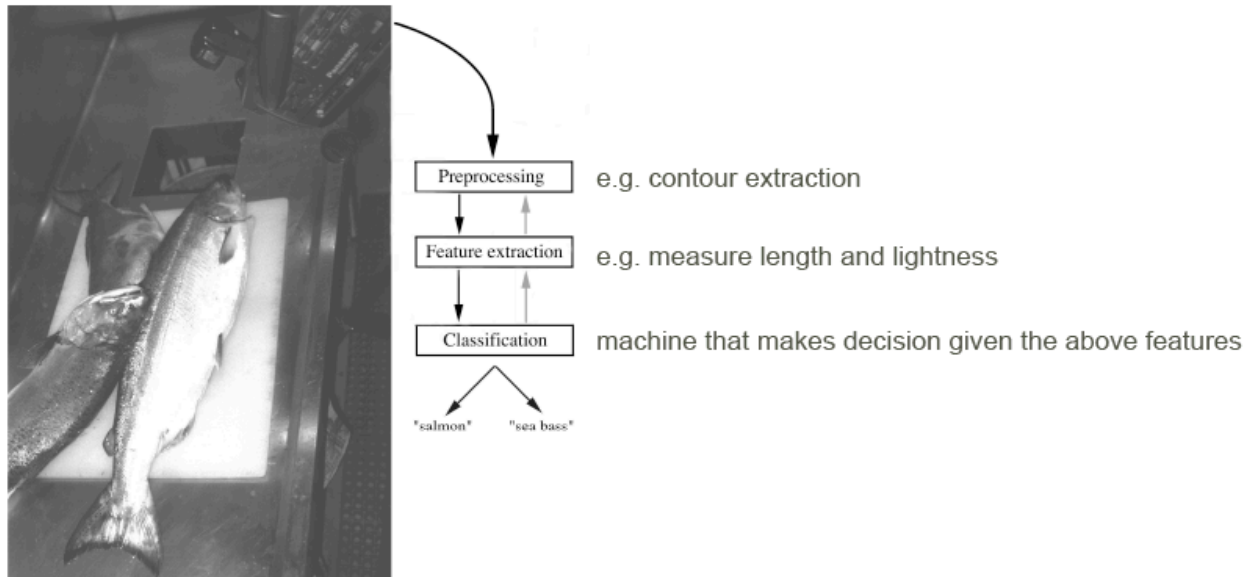 Panasonic
Preprocessing
e.g. contour extraction
Feature extraction
e.g. measure length and lightness
Classification
machine that makes decision given the above features
"salmon"
"sea bass"